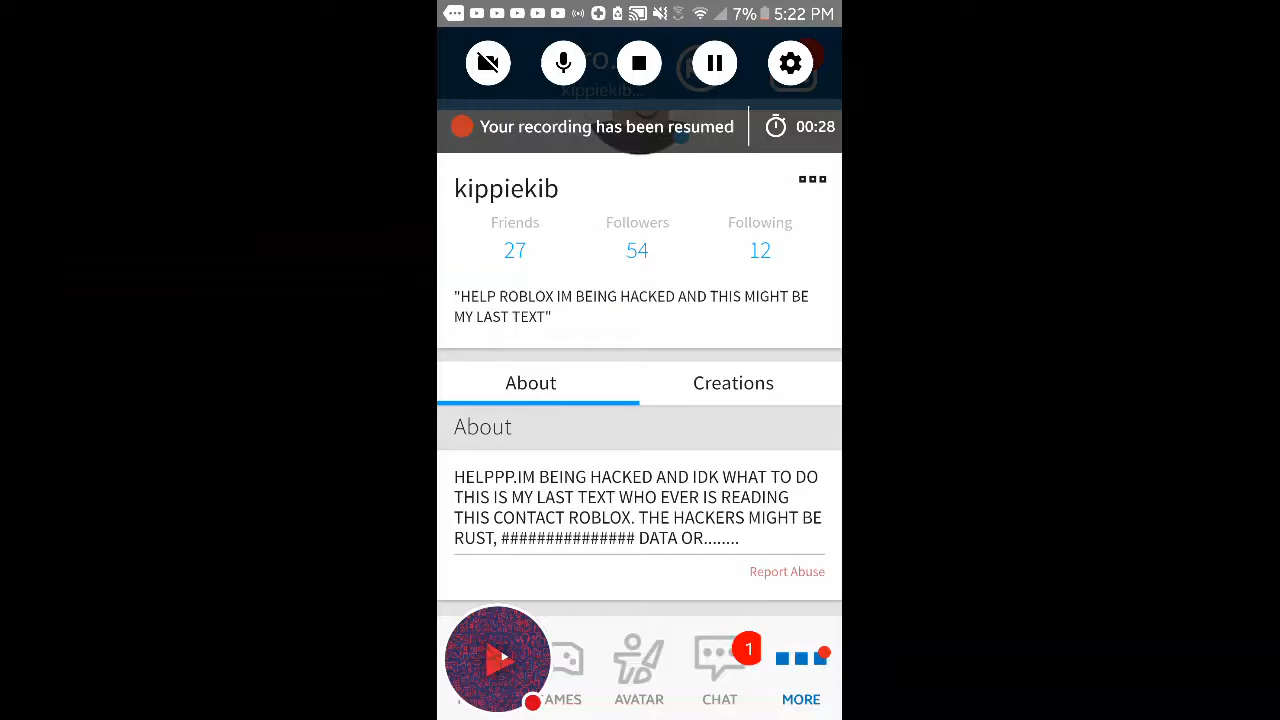 7% 5:22 PM
ro.
kippiekib...
Your recording has been resumed 00:28
kippiekib
Friends Followers Following
27 54 12
"HELP ROBLOX IM BEING HACKED AND THIS MIGHT BE
MY LAST TEXT"
About Creations
About
HELPPP.IM BEING HACKED AND IDK WHAT TO DO
THIS IS MY LAST TEXT WHO EVER IS READING
THIS CONTACT ROBLOX. THE HACKERS MIGHT BE
RUST, ############### DATA OR........
Report Abuse
1
AMES AVATAR CHAT MORE